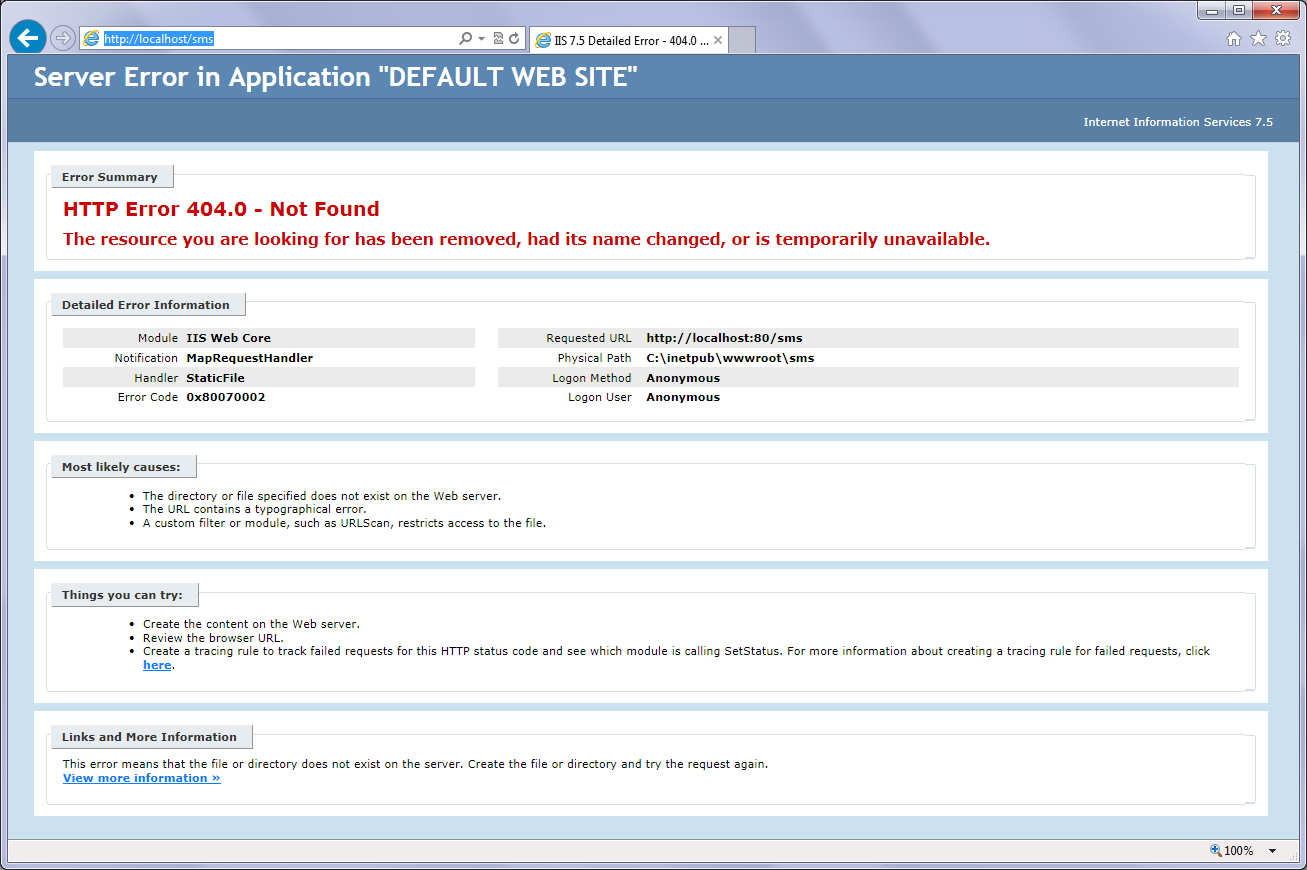 http://localhost/sms
IIS 7.5 Detailed Error - 404.0 ...
Server Error in Application "DEFAULT WEB SITE"
Internet Information Services 7.5
Error Summary
HTTP Error 404.0 - Not Found
The resource you are looking for has been removed, had its name changed, or is temporarily unavailable.
Detailed Error Information
Module IIS Web Core
Notification MapRequestHandler
Handler StaticFile
Error Code 0x80070002
Requested URL http://localhost:80/sms
Physical Path C:\inetpub\wwwroot\sms
Logon Method Anonymous
Logon User Anonymous
Most likely causes:
• The directory or file specified does not exist on the Web server.
• The URL contains a typographical error.
• A custom filter or module, such as URLScan, restricts access to the file.
Things you can try:
• Create the content on the Web server.
• Review the browser URL.
• Create a tracing rule to track failed requests for this HTTP status code and see which module is calling SetStatus. For more information about creating a tracing rule for failed requests, click
here.
Links and More Information
This error means that the file or directory does not exist on the server. Create the file or directory and try the request again.
View more information »
100%